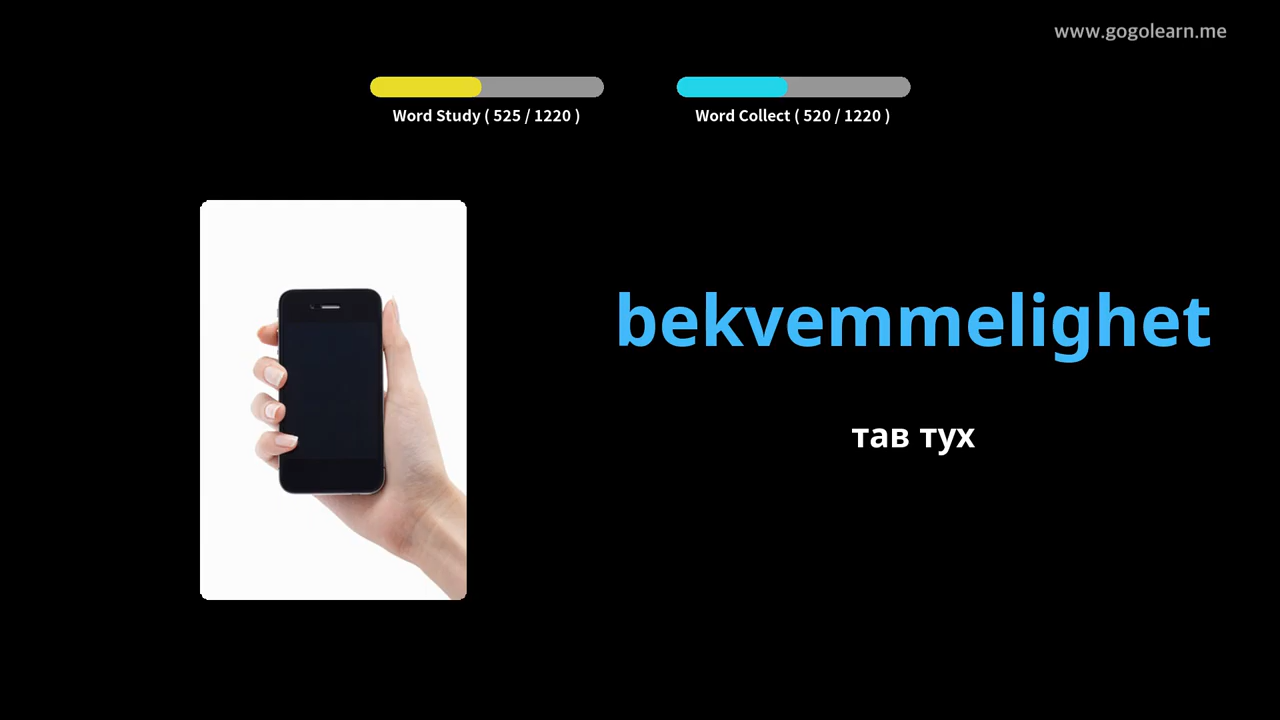 www.gogolearn.me
Word Study ( 525 / 1220 )
Word Collect ( 520 / 1220 )
bekvemmelighet
тав тух